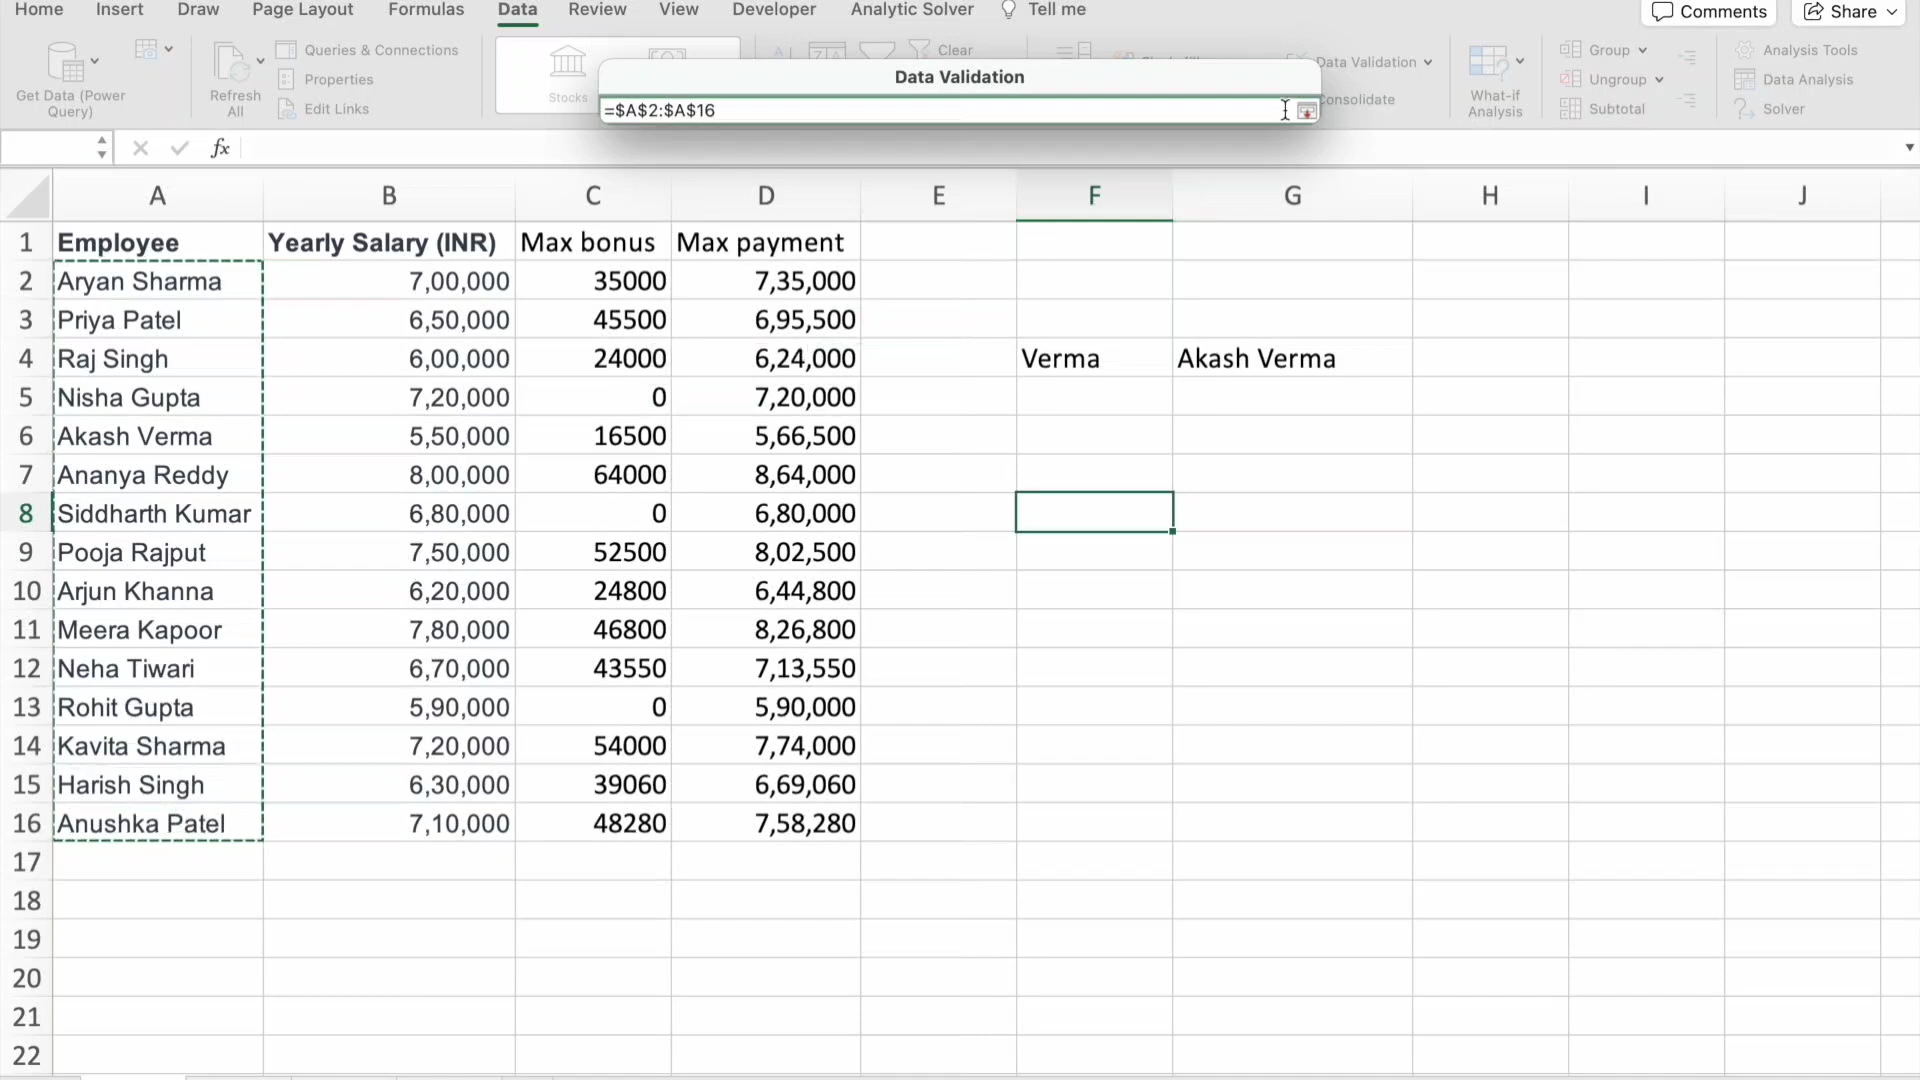 Home Insert Draw Page Layout Formulas Data Review View Developer Analytic Solver Tell me Comments Share
Get Data (Power Query)
Refresh All
Queries & Connections
Properties
Edit Links
Stocks
Clear
Data Validation
Consolidate
What-if Analysis
Group
Ungroup
Subtotal
Analysis Tools
Data Analysis
Solver
Data Validation
=$A$2:$A$16
fx
A B C D E F G H I J
1 Employee Yearly Salary (INR) Max bonus Max payment
2 Aryan Sharma 7,00,000 35000 7,35,000
3 Priya Patel 6,50,000 45500 6,95,500
4 Raj Singh 6,00,000 24000 6,24,000 Verma Akash Verma
5 Nisha Gupta 7,20,000 0 7,20,000
6 Akash Verma 5,50,000 16500 5,66,500
7 Ananya Reddy 8,00,000 64000 8,64,000
8 Siddharth Kumar 6,80,000 0 6,80,000
9 Pooja Rajput 7,50,000 52500 8,02,500
10 Arjun Khanna 6,20,000 24800 6,44,800
11 Meera Kapoor 7,80,000 46800 8,26,800
12 Neha Tiwari 6,70,000 43550 7,13,550
13 Rohit Gupta 5,90,000 0 5,90,000
14 Kavita Sharma 7,20,000 54000 7,74,000
15 Harish Singh 6,30,000 39060 6,69,060
16 Anushka Patel 7,10,000 48280 7,58,280
17
18
19
20
21
22